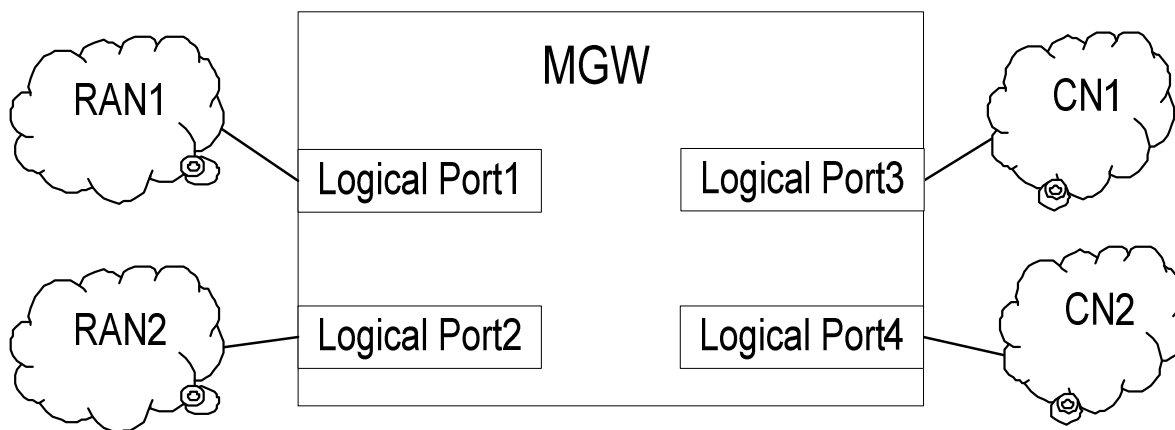 MGW
RAN1
CN1
Logical Port1
Logical Port3
RAN2
CN2
Logical Port2
Logical Port4